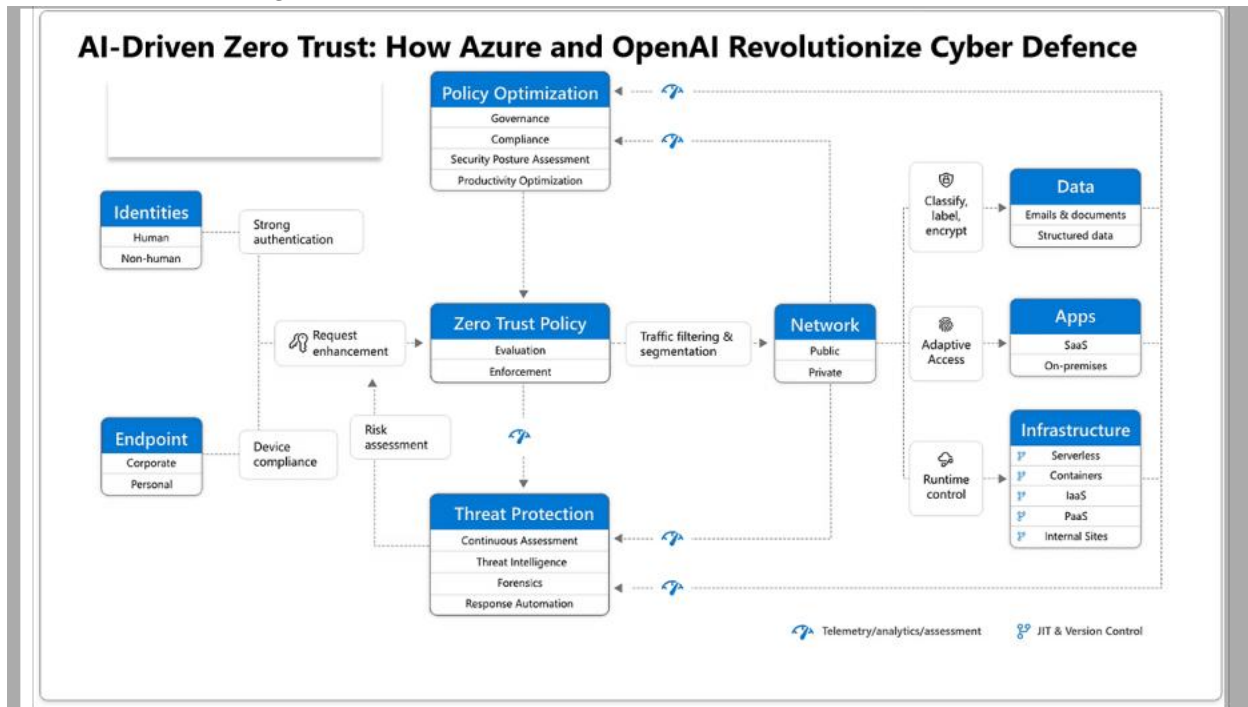 AI-Driven Zero Trust: How Azure and OpenAI Revolutionize Cyber Defence
Policy Optimization
Governance
Compliance
Security Posture Assessment
Productivity Optimization
Identities
Human
Non-human
Strong
authentication
Classify,
label,
encrypt
Data
Emails & documents
Structured data
Request
enhancement
Zero Trust Policy
Evaluation
Enforcement
Traffic filtering &
segmentation
Network
Public
Private
Adaptive
Access
Apps
SaaS
On-premises
Endpoint
Corporate
Personal
Device
compliance
Risk
assessment
Runtime
control
Infrastructure
Serverless
Containers
IaaS
PaaS
Internal Sites
Threat Protection
Continuous Assessment
Threat Intelligence
Forensics
Response Automation
Telemetry/analytics/assessment
JIT & Version Control